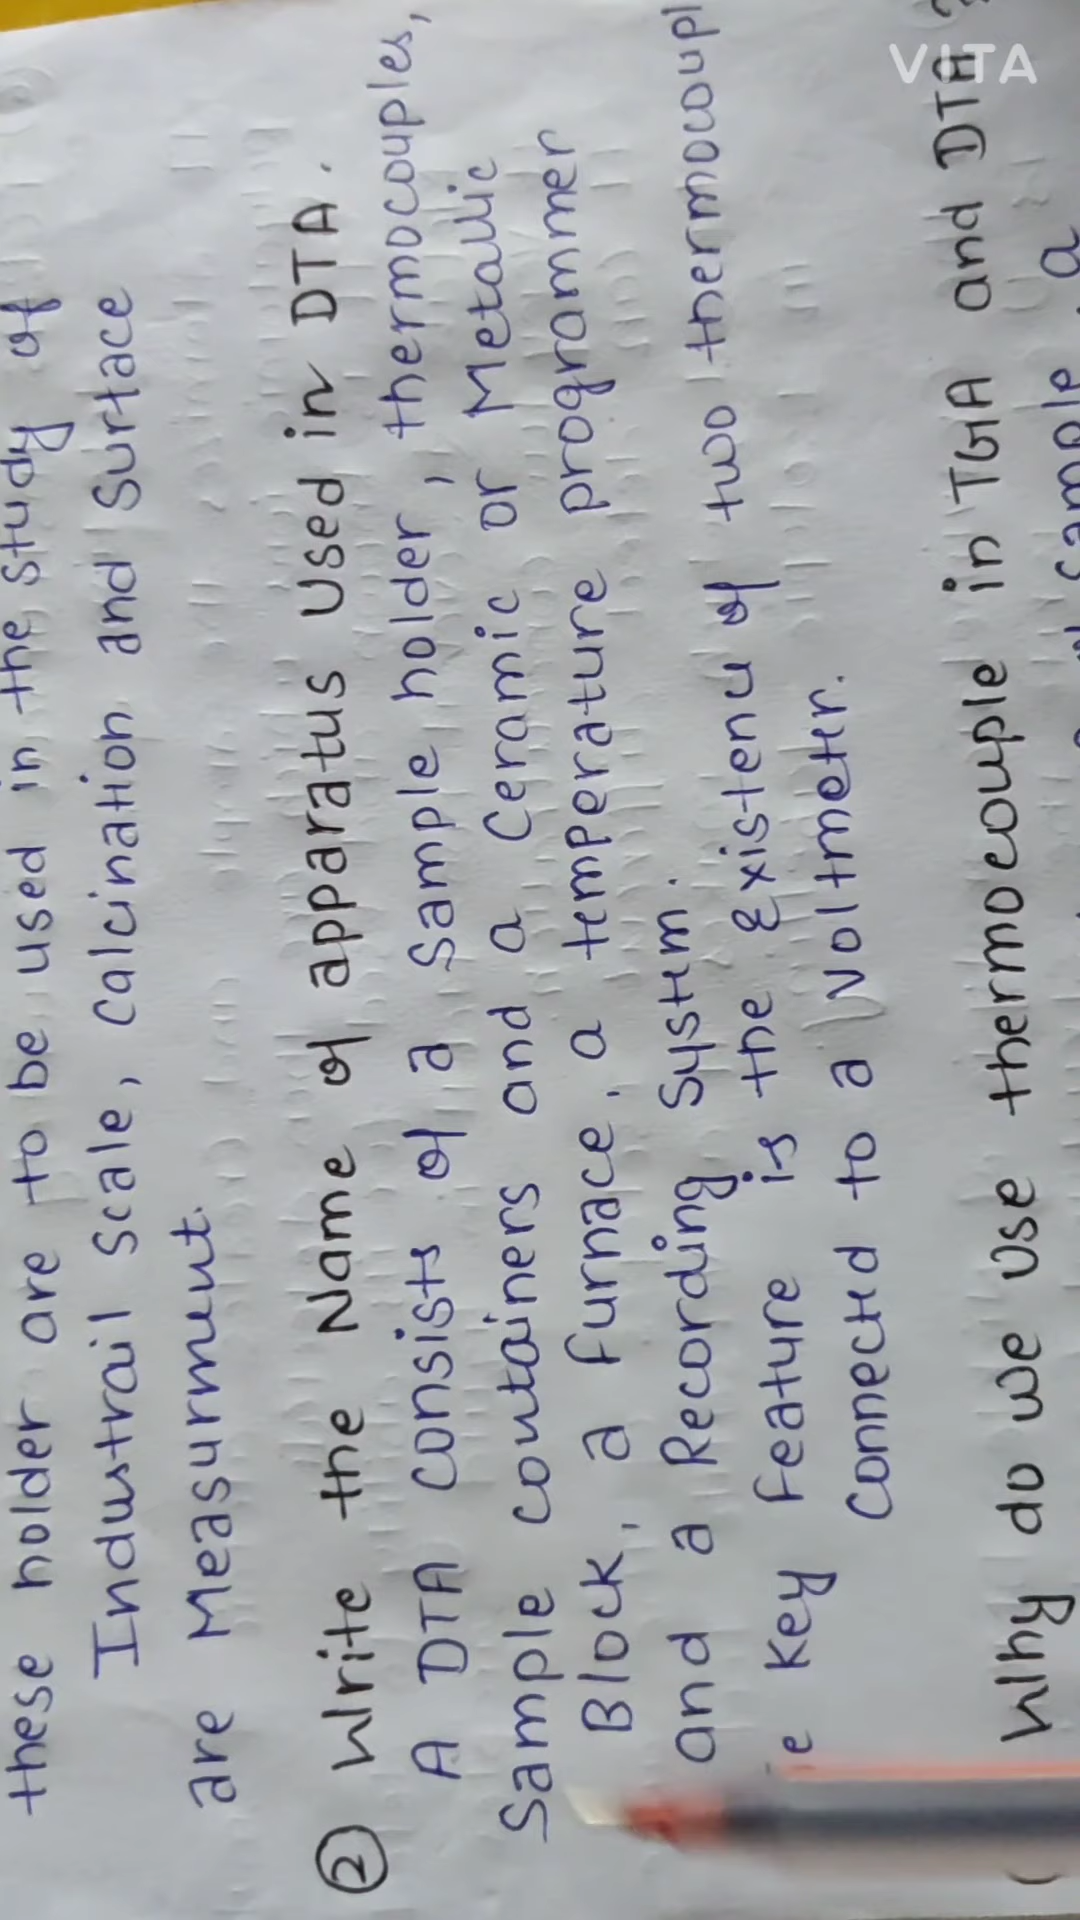 these holder are to be used in the study of
Industrail scale, calcination and Surface
are Measurment.
② Write the Name of apparatus used in DTA.
A DTA consists of a sample holder, thermocouples,
Sample containers and a Ceramic or Metallic
Block, a furnace, a temperature programmer
and a Recording System.
e Key Feature is the Existence of two thermocoupl
Connected to a Voltmeter.
Why do we use thermocouple in TGA and DTA?
sample a
VITA